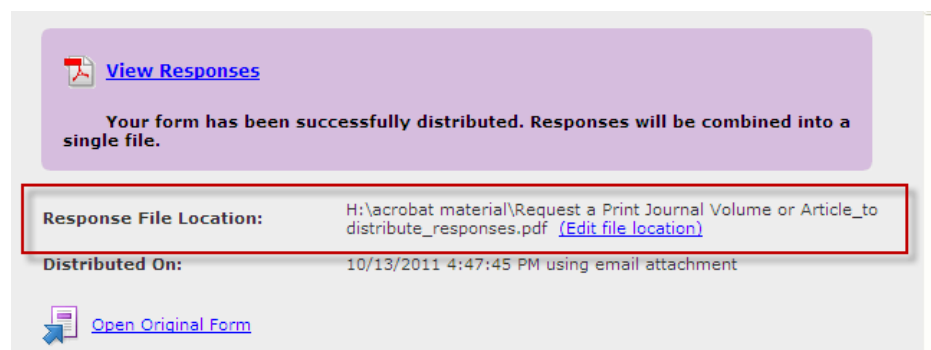 View Responses
Your form has been successfully distributed. Responses will be combined into a
single file.
Response File Location:
H:\acrobat material\Request a Print Journal Volume or Article_to
distribute_responses.pdf (Edit file location)
Distributed On:
10/13/2011 4:47:45 PM using email attachment
Open Original Form